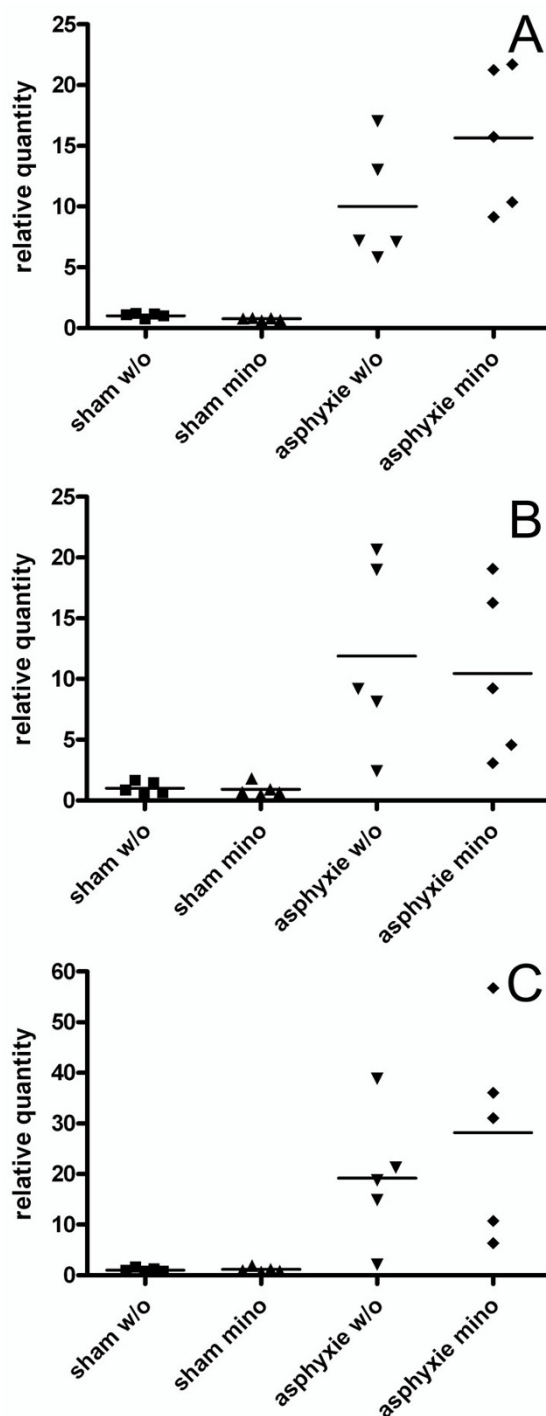 A
relative quantity
25
20
15
10
5
0
sham w/o
sham mino
asphyxie w/o
asphyxie mino
B
relative quantity
25
20
15
10
5
0
sham w/o
sham mino
asphyxie w/o
asphyxie mino
C
relative quantity
60
50
40
30
20
10
0
sham w/o
sham mino
asphyxie w/o
asphyxie mino